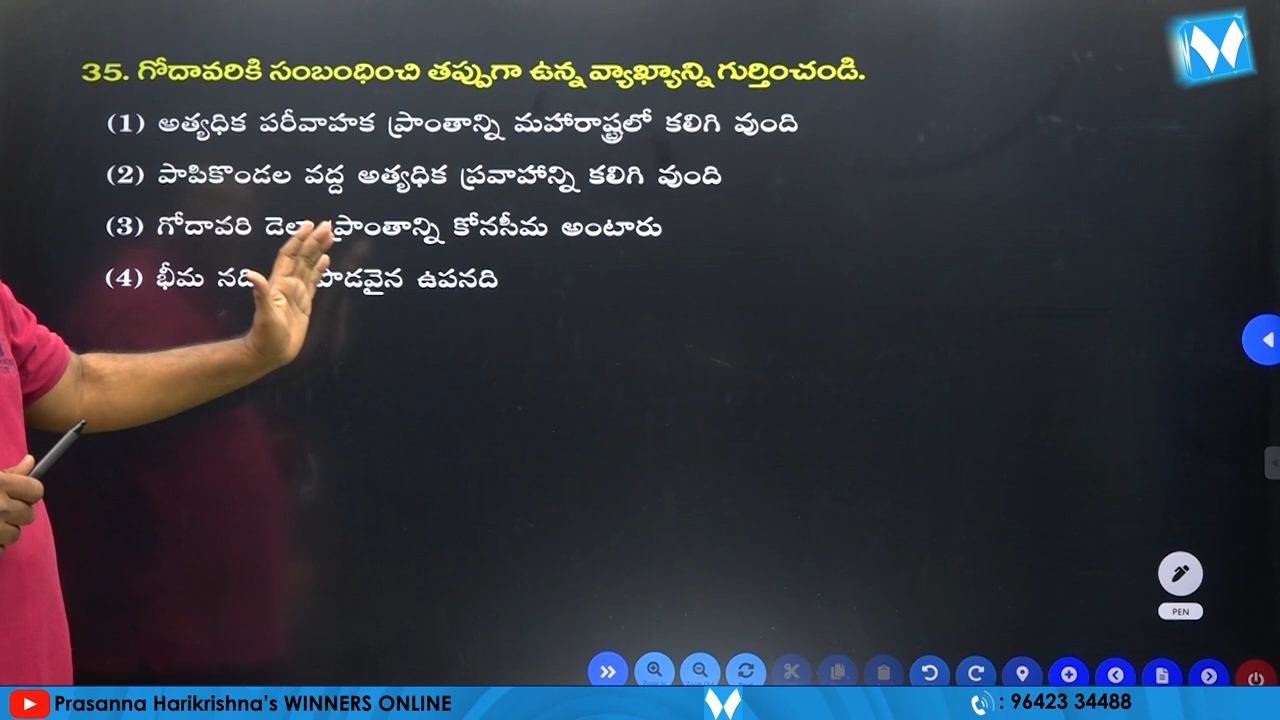 35. గోదావరికి సంబంధించి తప్పుగా ఉన్న వ్యాఖ్యాన్ని గుర్తించండి.
(1) అత్యధిక పరీవాహక ప్రాంతాన్ని మహారాష్ట్రలో కలిగి వుంది
(2) పాపికొండల వద్ద అత్యధిక ప్రవాహాన్ని కలిగి వుంది
(3) గోదావరి ప్రాంతాన్ని కోనసీమ అంటారు
(4) భీమ ఉపనది
PEN
Prasanna Harikrishna's WINNERS ONLINE
: 96423 34488